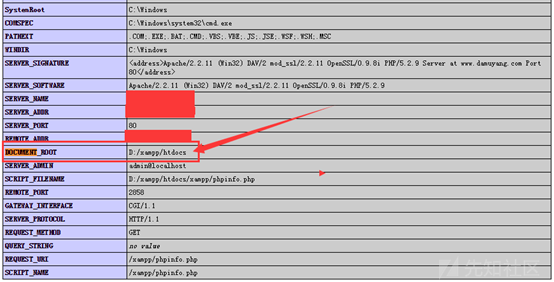 SystemRoot C:\Windows
COMSPEC C:\Windows\system32\cmd.exe
PATHEXT .COM;.EXE;.BAT;.CMD;.VBS;.VBE;.JS;.JSE;.WSF;.WSH;.MSC
WINDIR C:\Windows
SERVER_SIGNATURE <address>Apache/2.2.11 (Win32) DAV/2 mod_ssl/2.2.11 OpenSSL/0.9.8i PHP/5.2.9 Server at www.damuyang.com Port
80</address>
SERVER_SOFTWARE Apache/2.2.11 (Win32) DAV/2 mod_ssl/2.2.11 OpenSSL/0.9.8i PHP/5.2.9
SERVER_NAME
SERVER_ADDR
SERVER_PORT 80
REMOTE_ADDR
DOCUMENT_ROOT D:/xampp/htdocs
SERVER_ADMIN admin@localhost
SCRIPT_FILENAME D:/xampp/htdocs/xampp/phpinfo.php
REMOTE_PORT 2858
GATEWAY_INTERFACE CGI/1.1
SERVER_PROTOCOL HTTP/1.1
REQUEST_METHOD GET
QUERY_STRING no value
REQUEST_URI /xampp/phpinfo.php
SCRIPT_NAME /xampp/phpinfo.php
先知社区